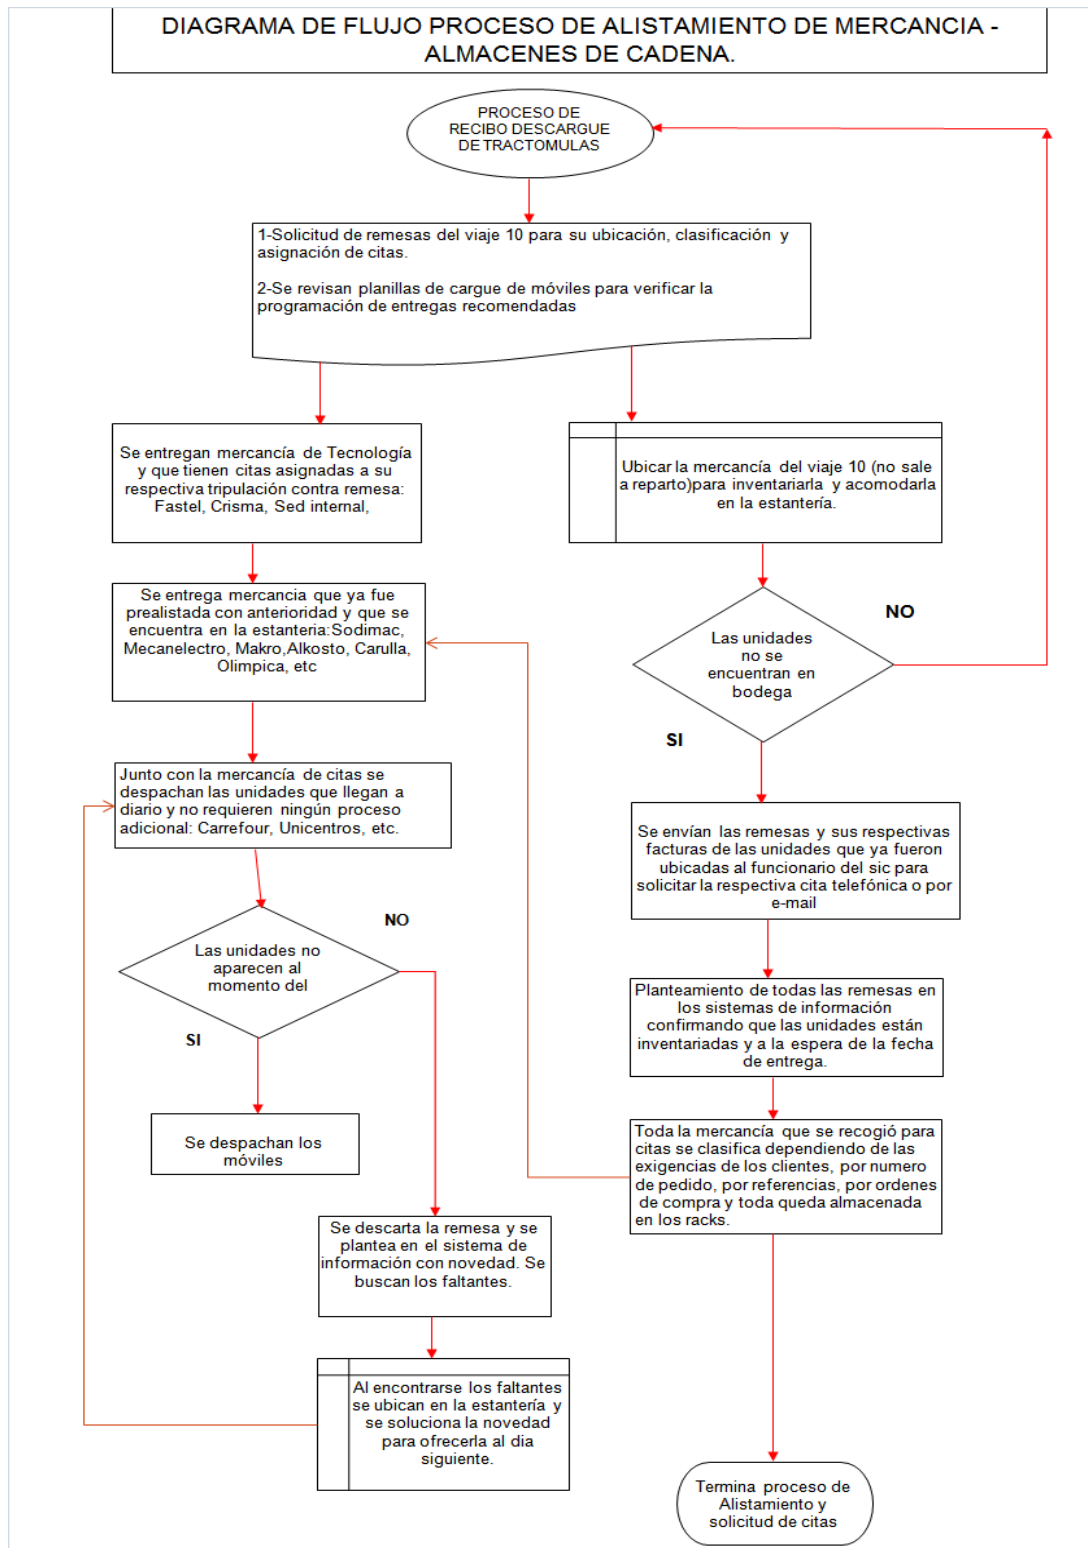 DIAGRAMA DE FLUJO PROCESO DE ALISTAMIENTO DE MERCANCIA -
ALMACENES DE CADENA.
PROCESO DE
RECIBO DESCARGUE
DE TRACTOMULAS
1-Solicitud de remesas del viaje 10 para su ubicación, clasificación y
asignación de citas.
2-Se revisan planillas de cargue de móviles para verificar la
programación de entregas recomendadas
Se entregan mercancía de Tecnología
y que tienen citas asignadas a su
respectiva tripulación contra remesa:
Fastel, Crisma, Sed internal,
Ubicar la mercancía del viaje 10 (no sale
a reparto)para inventariarla y acomodarla
en la estantería.
Se entrega mercancia que ya fue
prealistada con anterioridad y que se
encuentra en la estanteria:Sodimac,
Mecanelectro, Makro,Alkosto, Carulla,
Olimpica, etc
Las unidades
no se
encuentran en
bodega
NO
SI
Junto con la mercancía de citas se
despachan las unidades que llegan a
diario y no requieren ningún proceso
adicional: Carrefour, Unicentros, etc.
Se envían las remesas y sus respectivas
facturas de las unidades que ya fueron
ubicadas al funcionario del sic para
solicitar la respectiva cita telefónica o por
e-mail
Las unidades no
aparecen al
momento del
NO
SI
Planteamiento de todas las remesas en
los sistemas de información
confirmando que las unidades están
inventariadas y a la espera de la fecha
de entrega.
Se despachan los
móviles
Toda la mercancía que se recogió para
citas se clasifica dependiendo de las
exigencias de los clientes, por numero
de pedido, por referencias, por ordenes
de compra y toda queda almacenada
en los racks.
Se descarta la remesa y se
plantea en el sistema de
información con novedad. Se
buscan los faltantes.
Al encontrarse los faltantes
se ubican en la estantería y
se soluciona la novedad
para ofrecerla al dia
siguiente.
Termina proceso de
Alistamiento y
solicitud de citas